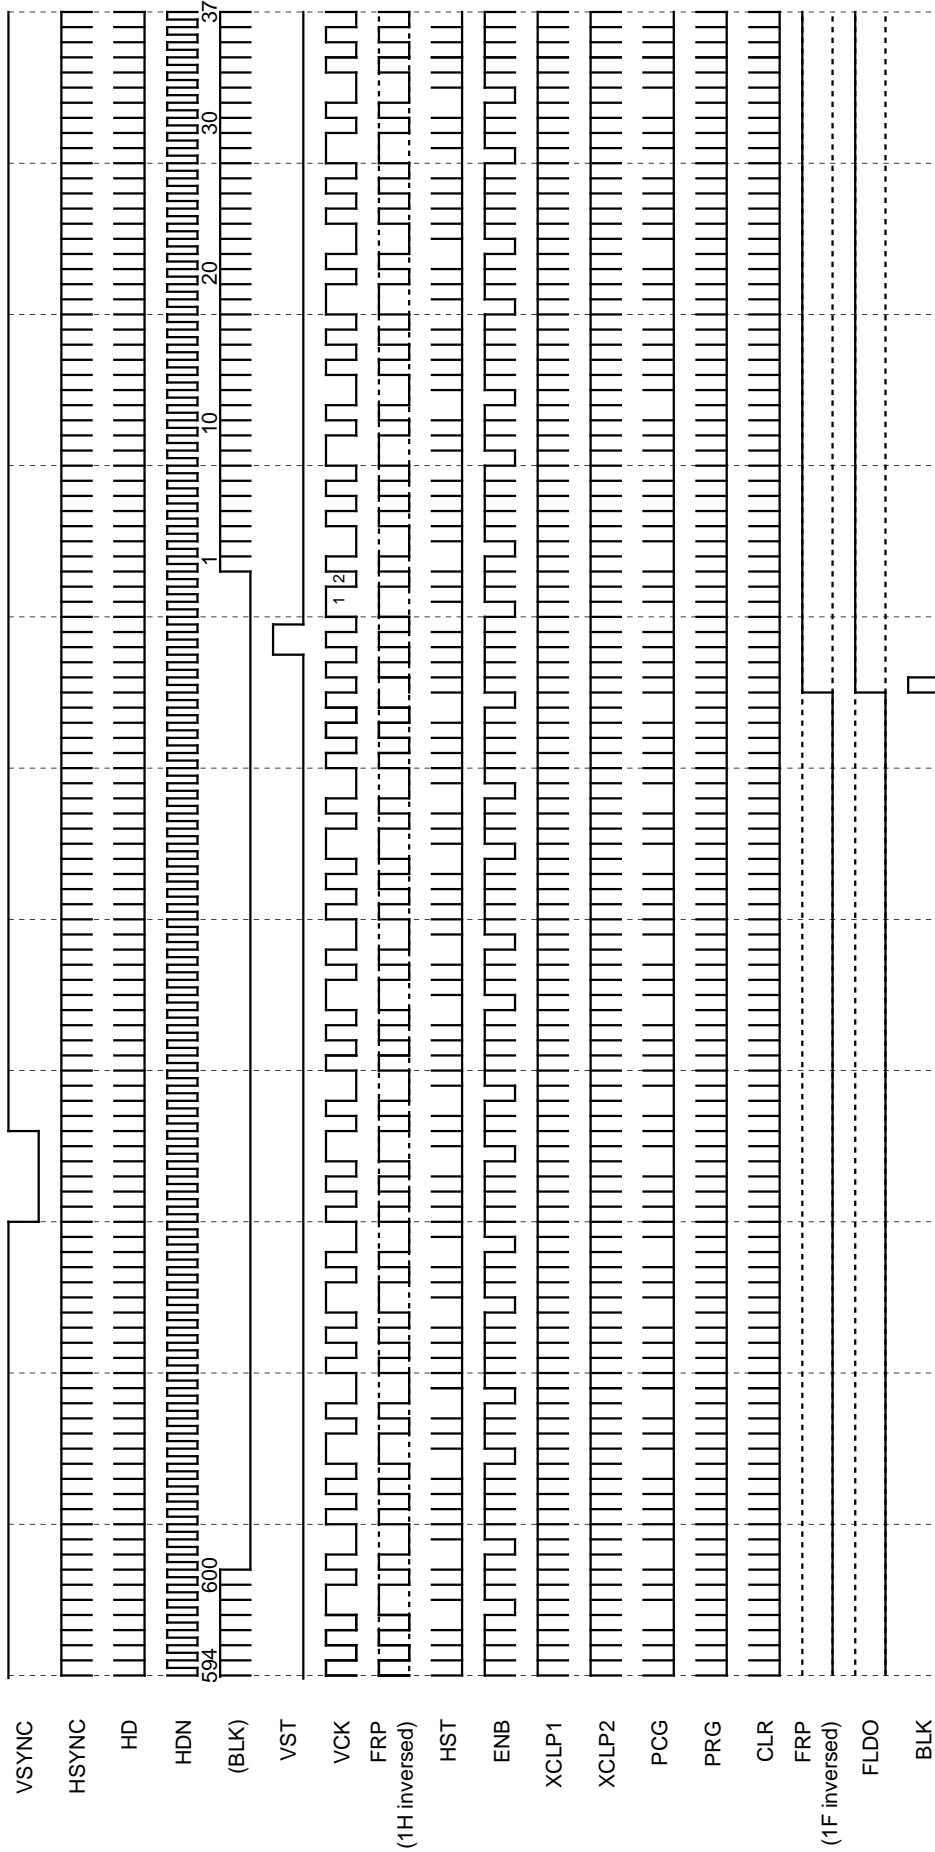 VSYNC
HSYNC
HD
HDN
594
600
1
10
20
30
37
(BLK)
VST
VCK
1
2
FRP
(1H inversed)
HST
ENB
XCLP1
XCLP2
PCG
PRG
CLR
FRP
(1F inversed)
FLDO
BLK